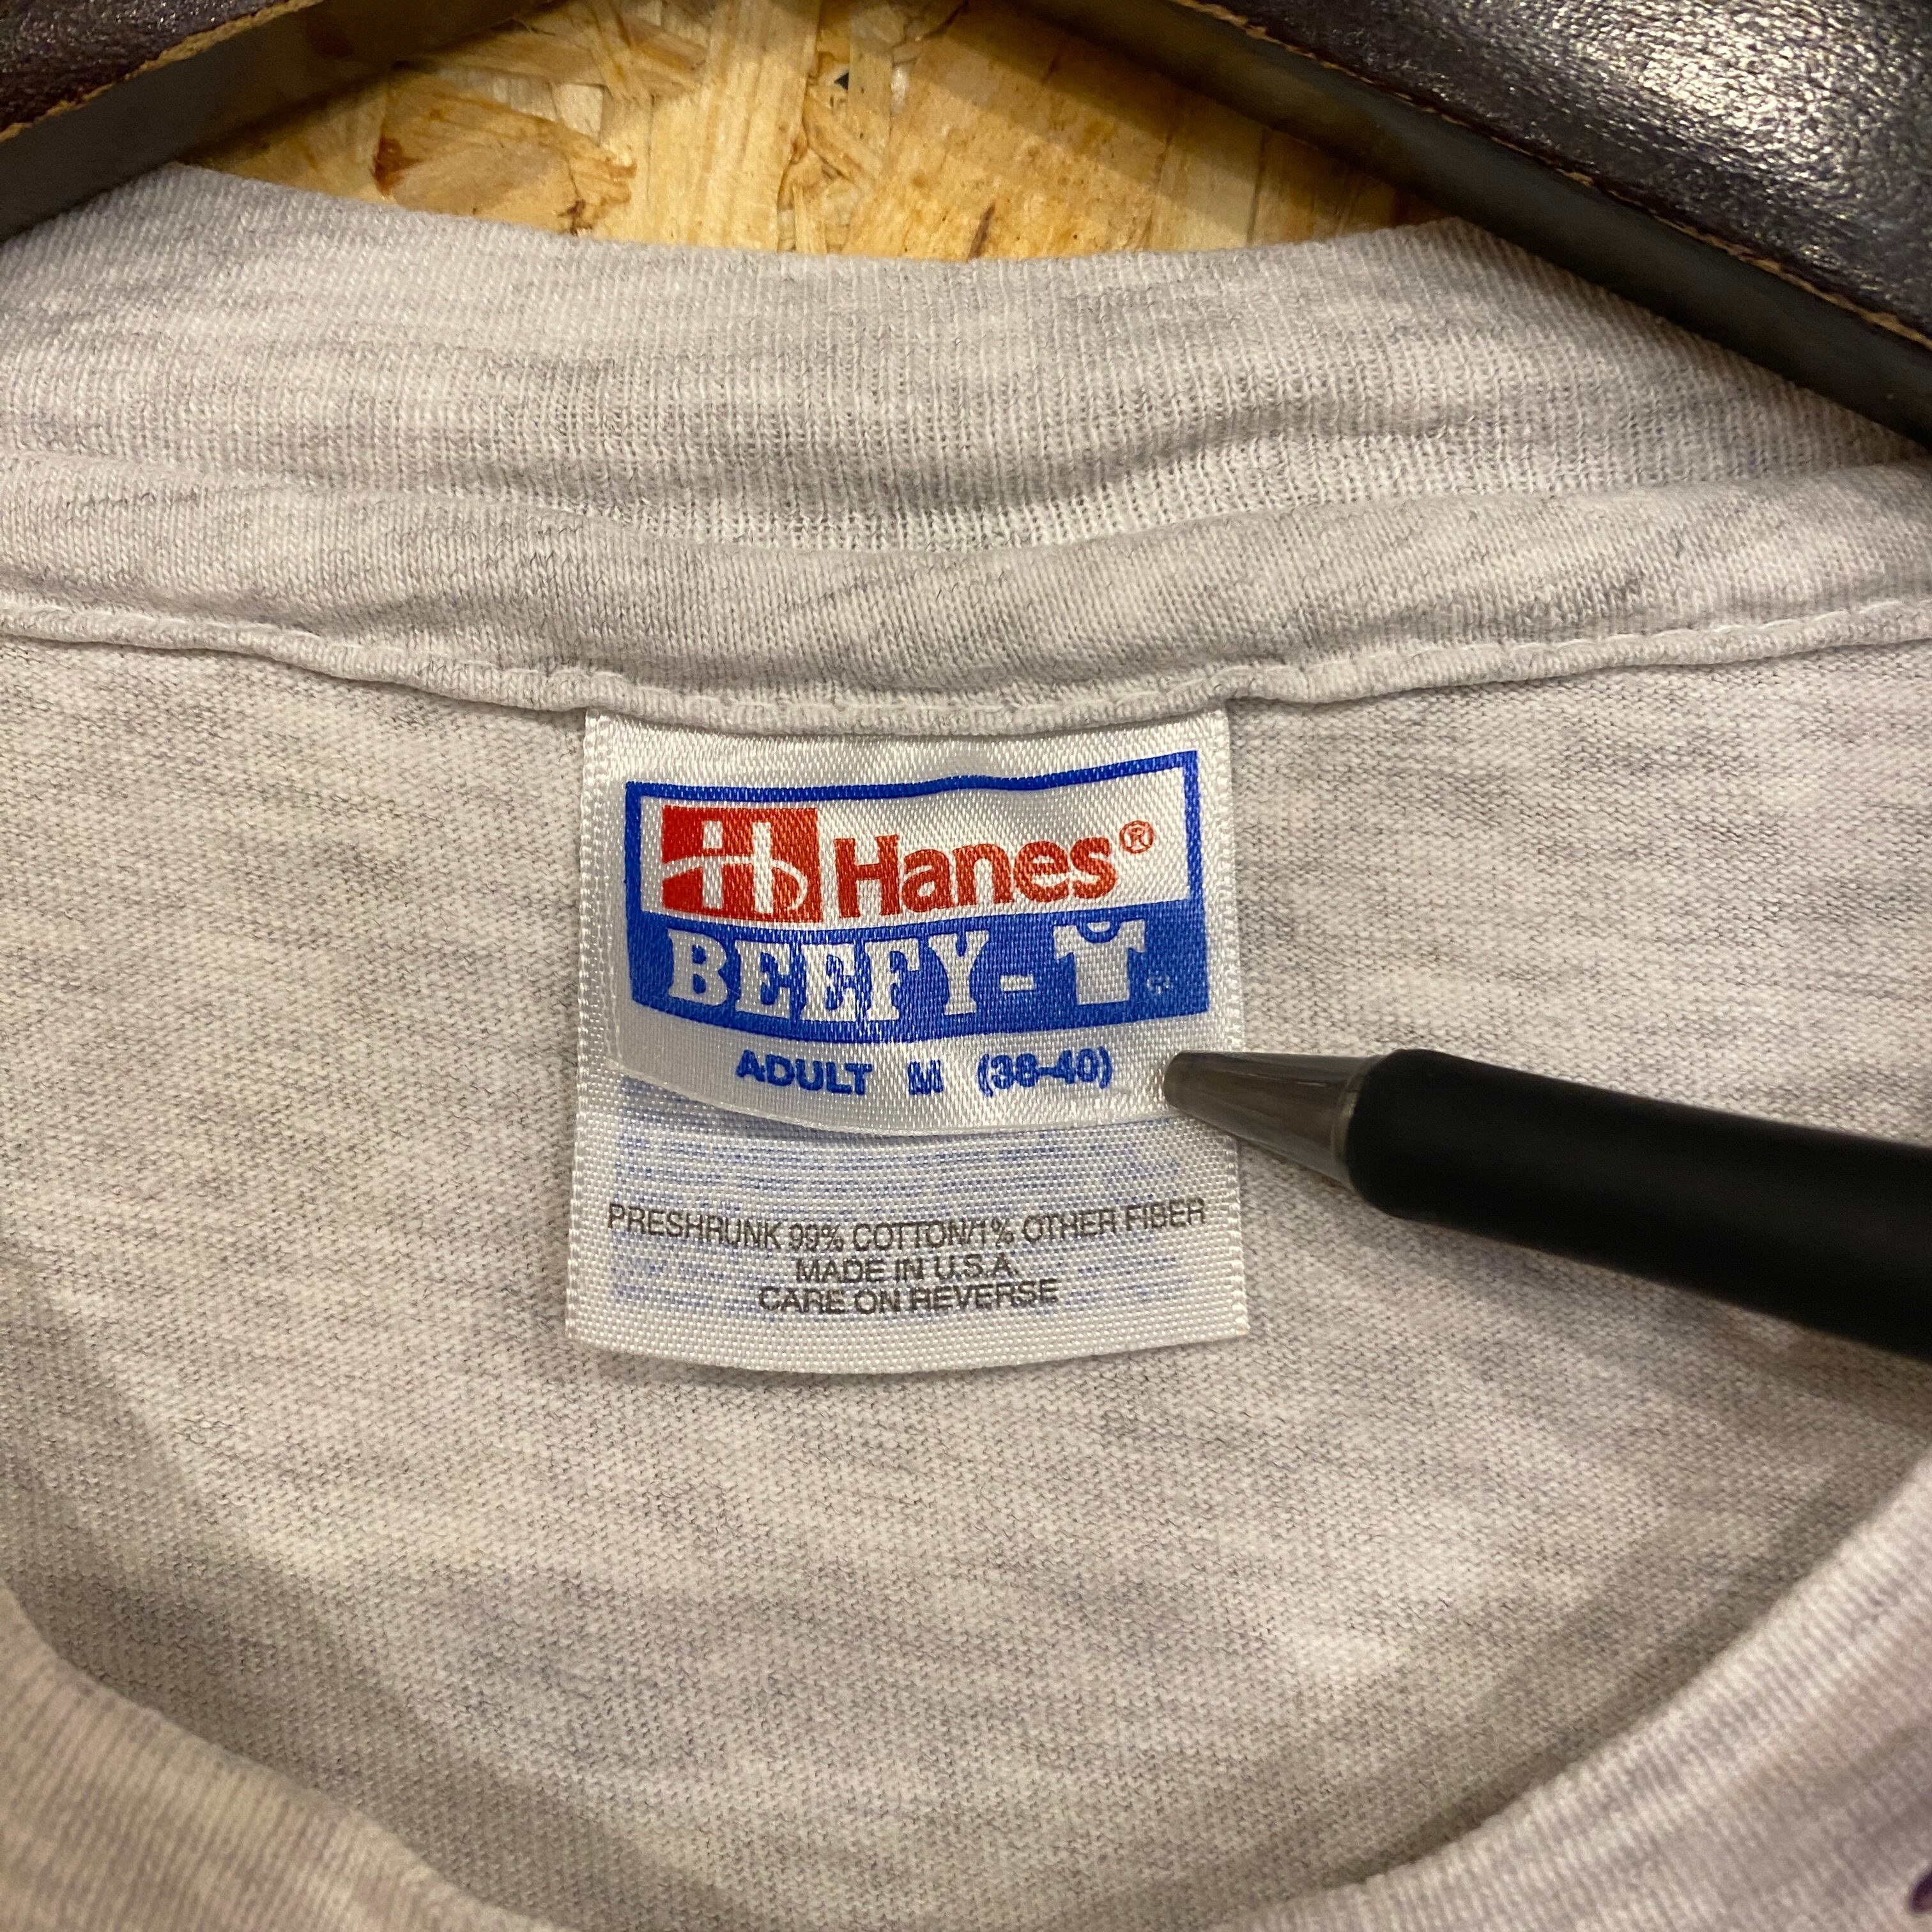 Hanes®
BEEFY-T
ADULT M (38-40)
PRESHRUNK 99% COTTON/1% OTHER FIBER
MADE IN U.S.A.
CARE ON REVERSE